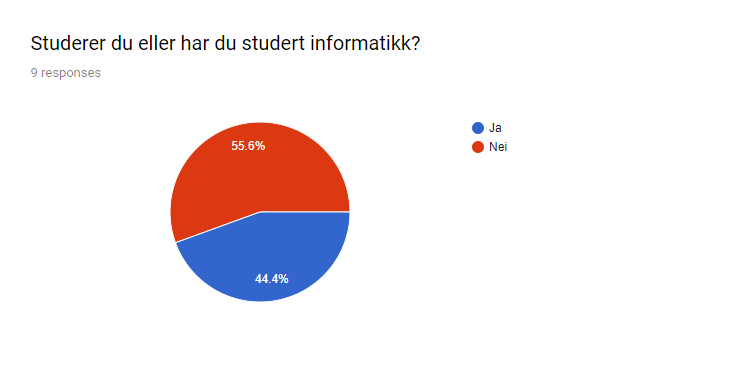 Studerer du eller har du studert informatikk?
9 responses
Ja
Nei
55.6%
44.4%